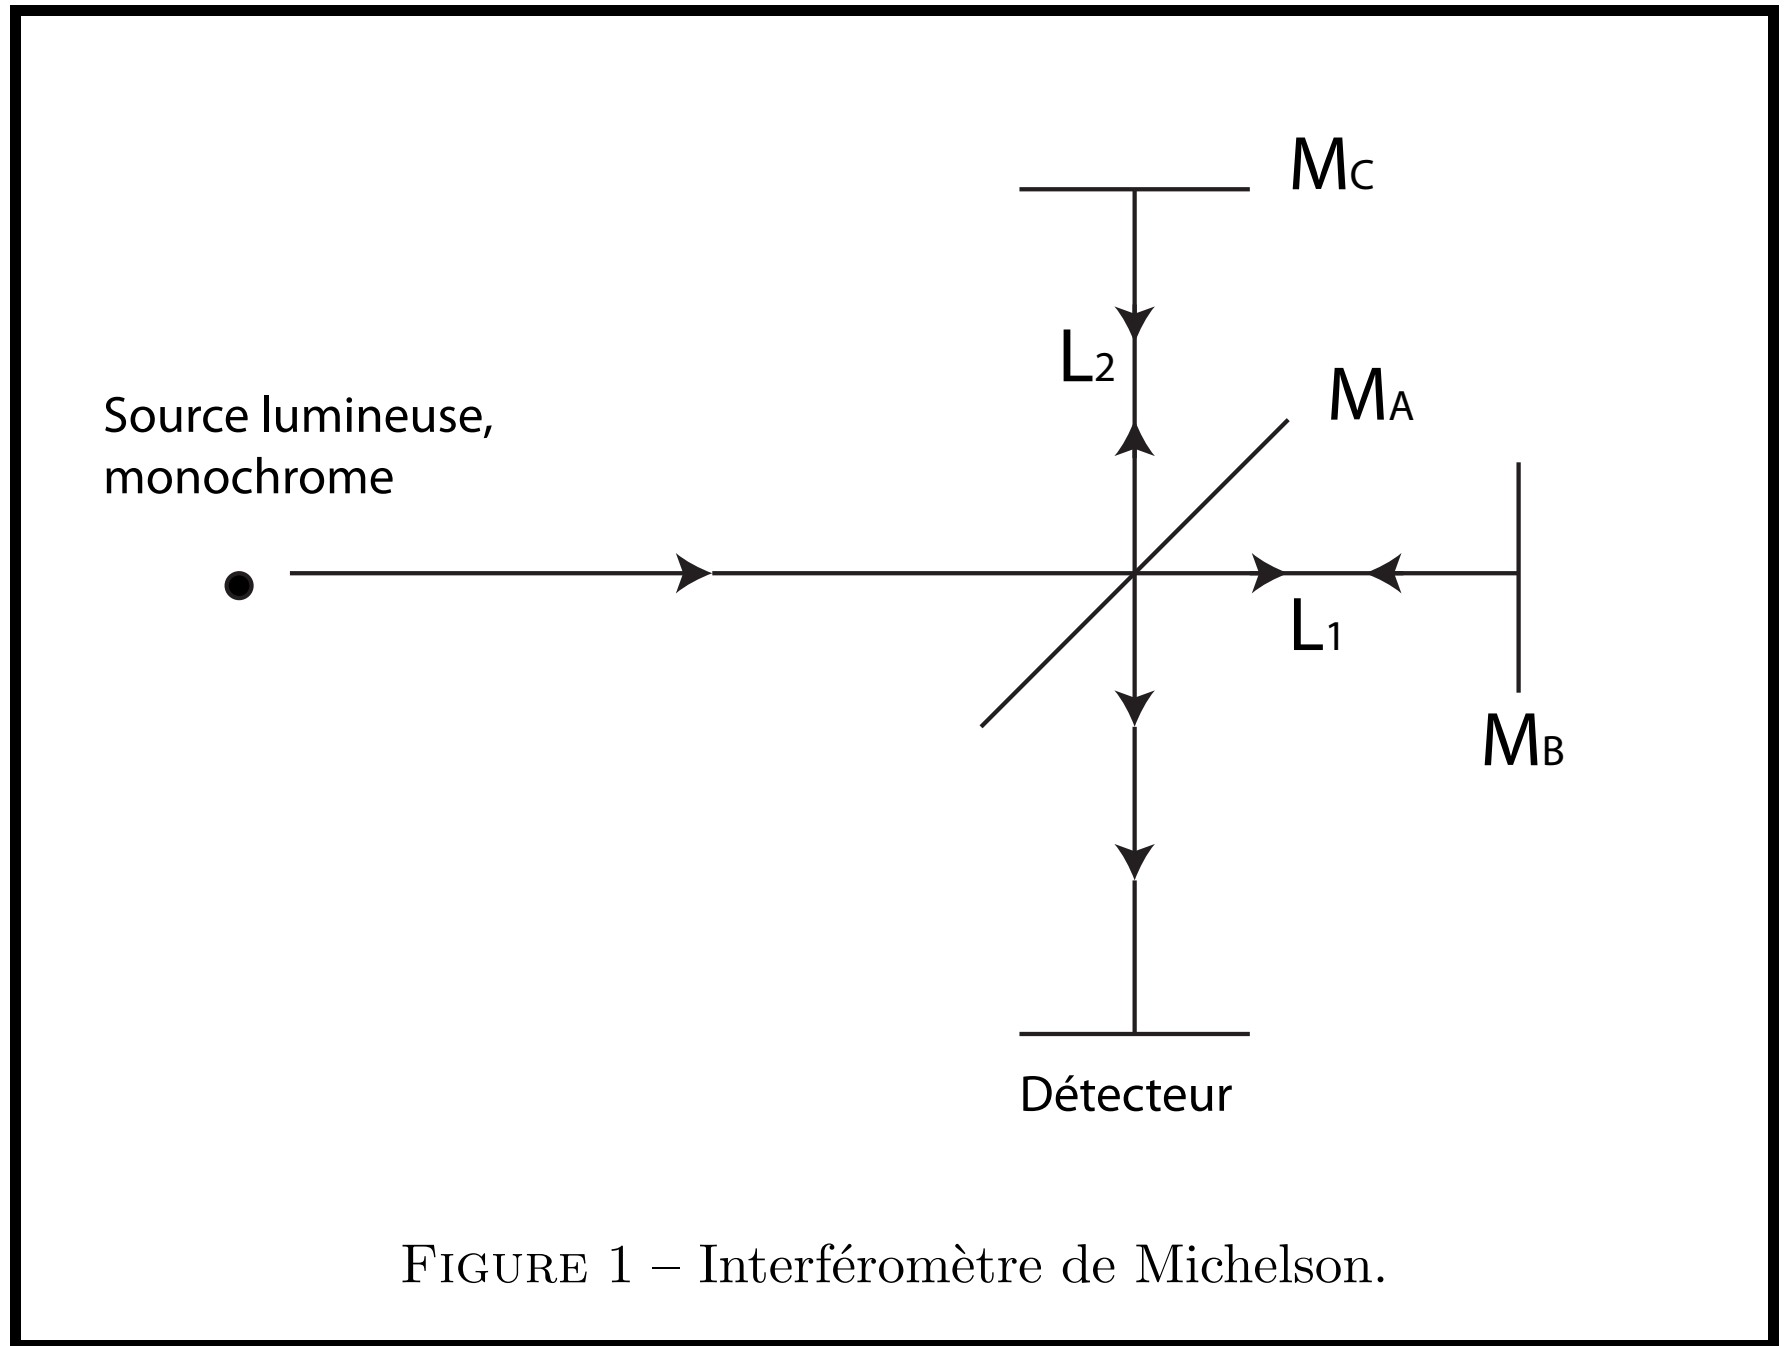 MC
L2
MA
Source lumineuse,
monochrome
L1
MB
Détecteur
FIGURE 1 – Interféromètre de Michelson.